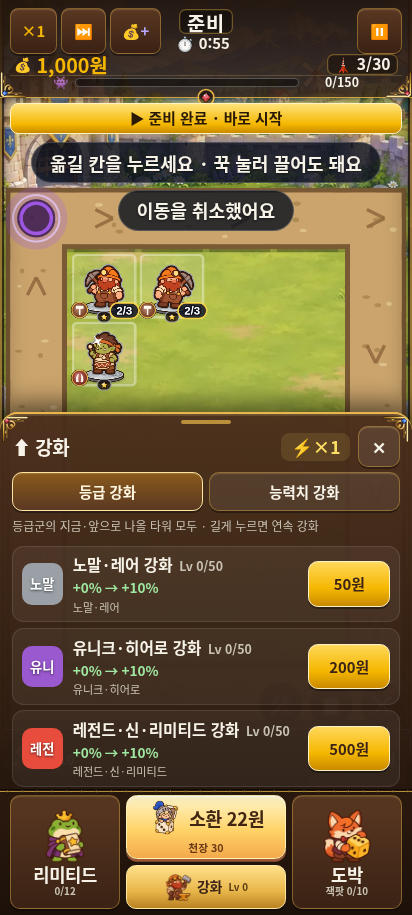 ×1
+
준비
0:55
1,000원
3/30
0/150
▶ 준비 완료 · 바로 시작
옮길 칸을 누르세요 · 꾹 눌러 끌어도 돼요
이동을 취소했어요
T 2/3
T 2/3
⬆ 강화
⚡×1
×
등급 강화
능력치 강화
등급군의 지금·앞으로 나올 타워 모두 · 길게 누르면 연속 강화
노말
노말·레어 강화 Lv 0/50
+0% → +10%
노말·레어
50원
유니
유니크·히어로 강화 Lv 0/50
+0% → +10%
유니크·히어로
200원
레전
레전드·신·리미티드 강화 Lv 0/50
+0% → +10%
레전드·신·리미티드
500원
리미티드
0/12
소환 22원
천장 30
강화 Lv 0
도박
잭팟 0/10